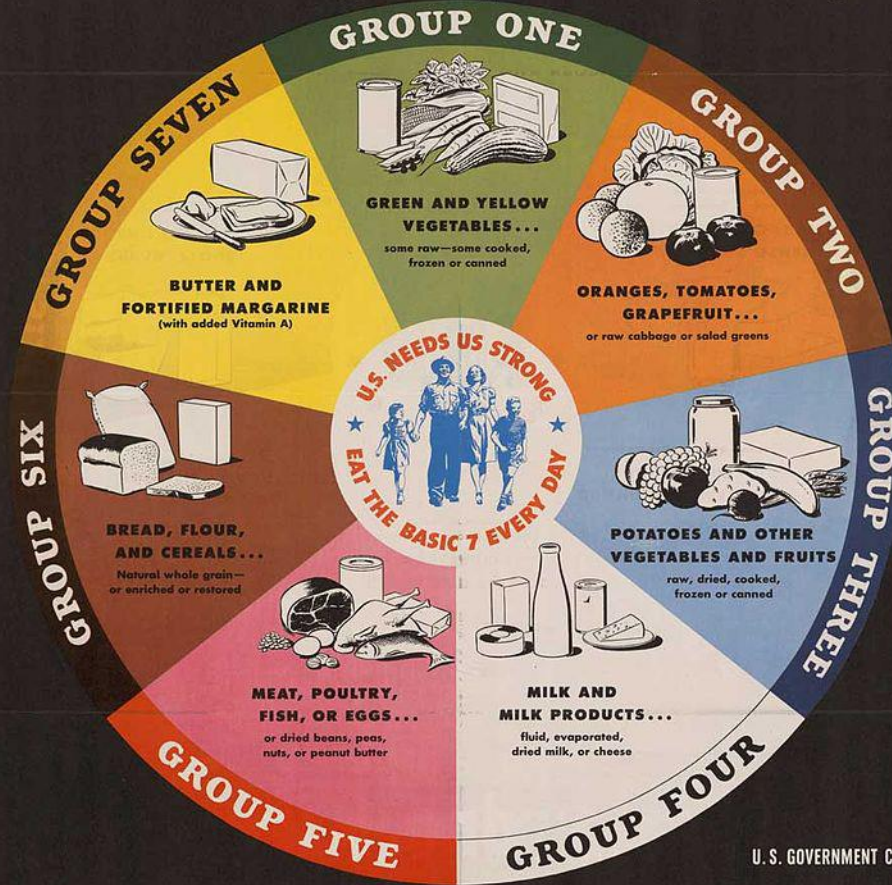 GROUP ONE
GREEN AND YELLOW
VEGETABLES...
some raw—some cooked,
frozen or canned
GROUP TWO
ORANGES, TOMATOES,
GRAPEFRUIT...
or raw cabbage or salad greens
GROUP THREE
POTATOES AND OTHER
VEGETABLES AND FRUITS
raw, dried, cooked,
frozen or canned
GROUP FOUR
MILK AND
MILK PRODUCTS...
fluid, evaporated,
dried milk, or cheese
GROUP FIVE
MEAT, POULTRY,
FISH, OR EGGS...
or dried beans, peas,
nuts, or peanut butter
GROUP SIX
BREAD, FLOUR,
AND CEREALS...
Natural whole grain—
or enriched or restored
GROUP SEVEN
BUTTER AND
FORTIFIED MARGARINE
(with added Vitamin A)
U.S. NEEDS US STRONG
EAT THE BASIC 7 EVERY DAY
U. S. GOVERNMENT